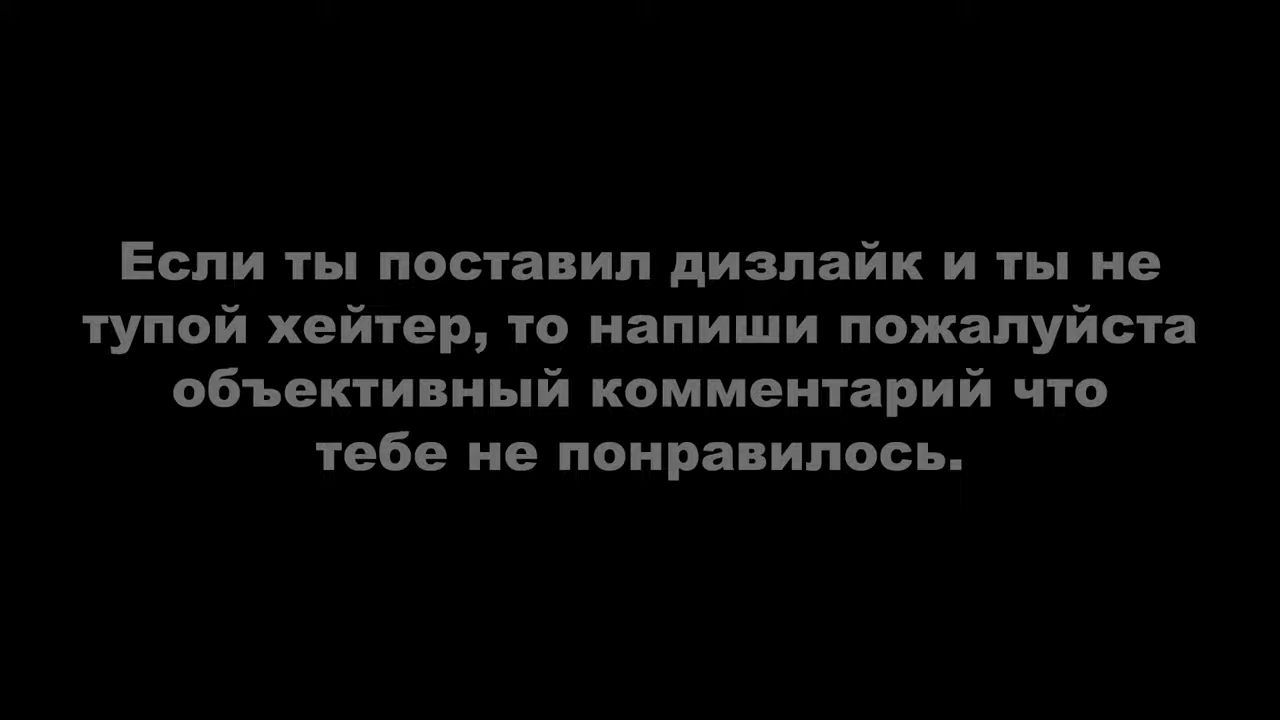 Если ты поставил дизлайк и ты не
тупой хейтер, то напиши пожалуйста
объективный комментарий что
тебе не понравилось.